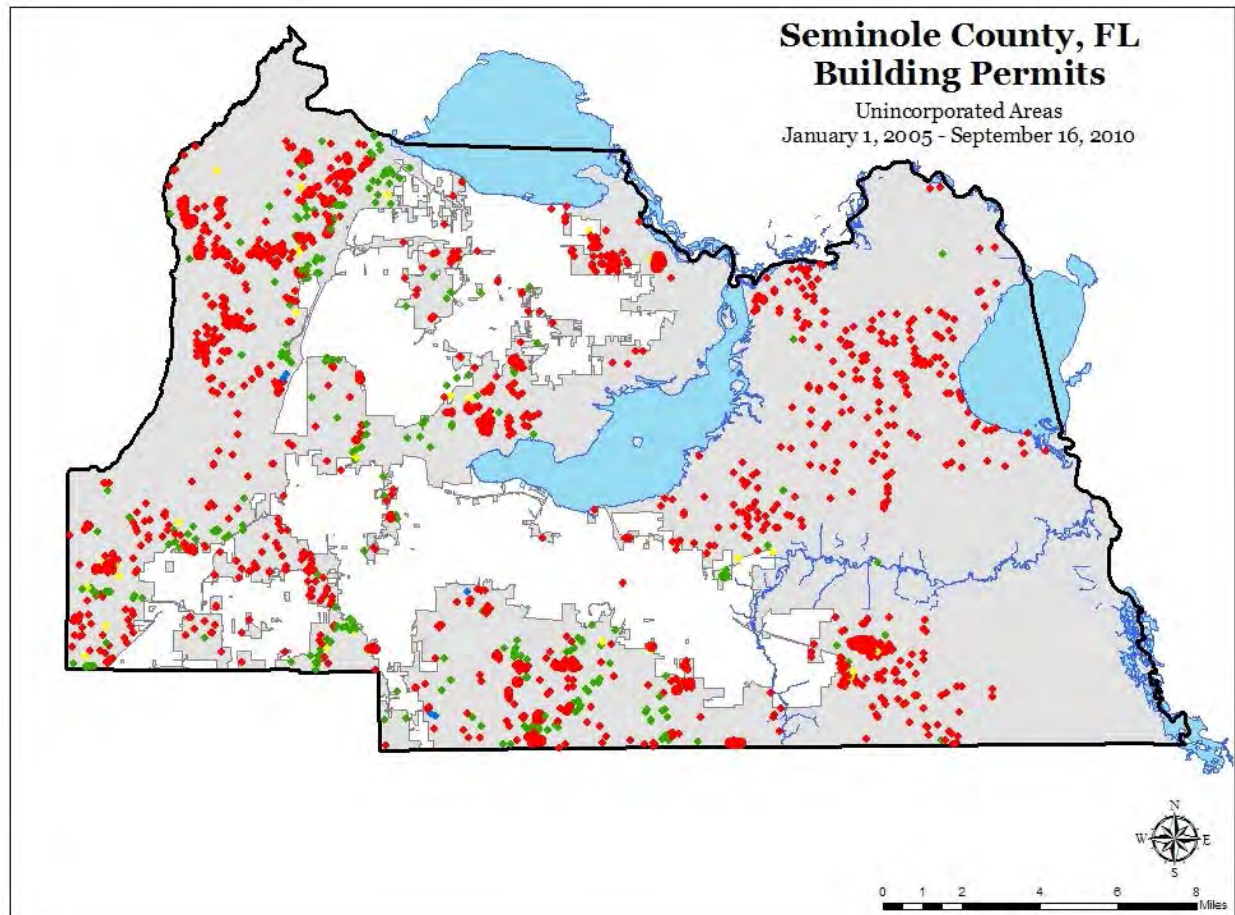 Seminole County, FL
Building Permits
Unincorporated Areas
January 1, 2005 - September 16, 2010
N
W E
S
0 1 2 4 6 8
Miles